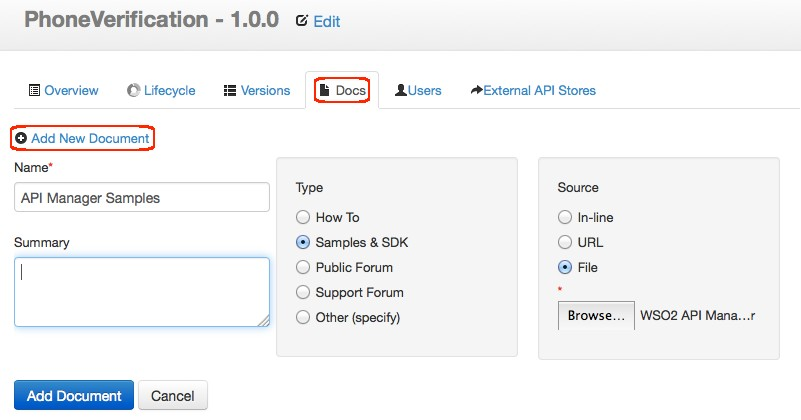 PhoneVerification - 1.0.0 Edit
Overview Lifecycle Versions Docs Users External API Stores
Add New Document
Name*
API Manager Samples
Summary
Type
How To
Samples & SDK
Public Forum
Support Forum
Other (specify)
Source
In-line
URL
File
*
Browse... WSO2 API Mana...r
Add Document Cancel